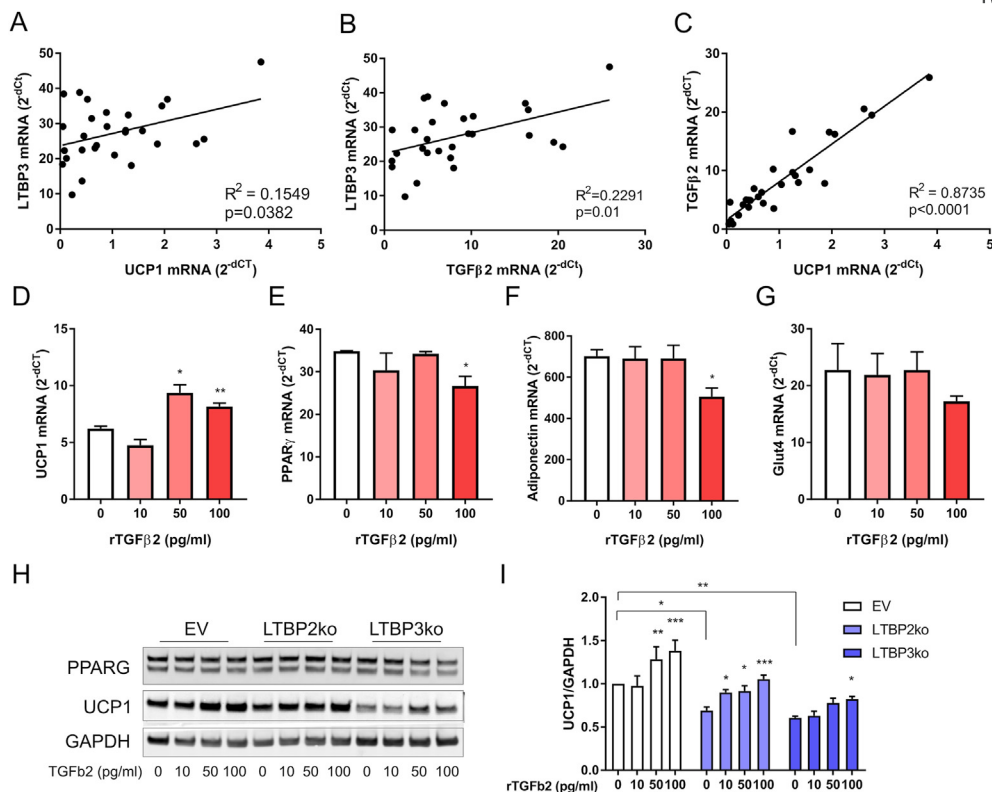 A
B
C
LTBP3 mRNA (2^-dCt)
50
40
30
20
10
0
R² = 0.1549
p=0.0382
0 1 2 3 4 5
UCP1 mRNA (2^-dCT)
LTBP3 mRNA (2^-dCt)
50
40
30
20
10
0
R²=0.2291
p=0.01
0 10 20 30
TGFβ2 mRNA (2^-dCt)
TGFβ2 mRNA (2^-dCT)
30
20
10
0
R² = 0.8735
p<0.0001
0 1 2 3 4 5
UCP1 mRNA (2^-dCt)
D
E
F
G
UCP1 mRNA (2^-dCT)
15
10
5
0
*
**
0 10 50 100
rTGFβ2 (pg/ml)
PPARγ mRNA (2^-dCT)
40
30
20
10
0
*
0 10 50 100
rTGFβ2 (pg/ml)
Adiponectin mRNA (2^-dCT)
800
600
400
200
0
*
0 10 50 100
rTGFβ2 (pg/ml)
Glut4 mRNA (2^-dCt)
30
20
10
0
0 10 50 100
rTGFβ2 (pg/ml)
H
EV LTBP2ko LTBP3ko
PPARG
UCP1
GAPDH
TGFb2 (pg/ml) 0 10 50 100 0 10 50 100 0 10 50 100
I
UCP1/GAPDH
2.0
1.5
1.0
0.5
0.0
**
*
** *** * * *** *
EV
LTBP2ko
LTBP3ko
rTGFb2 (pg/ml) 0 10 50 100 0 10 50 100 0 10 50 100